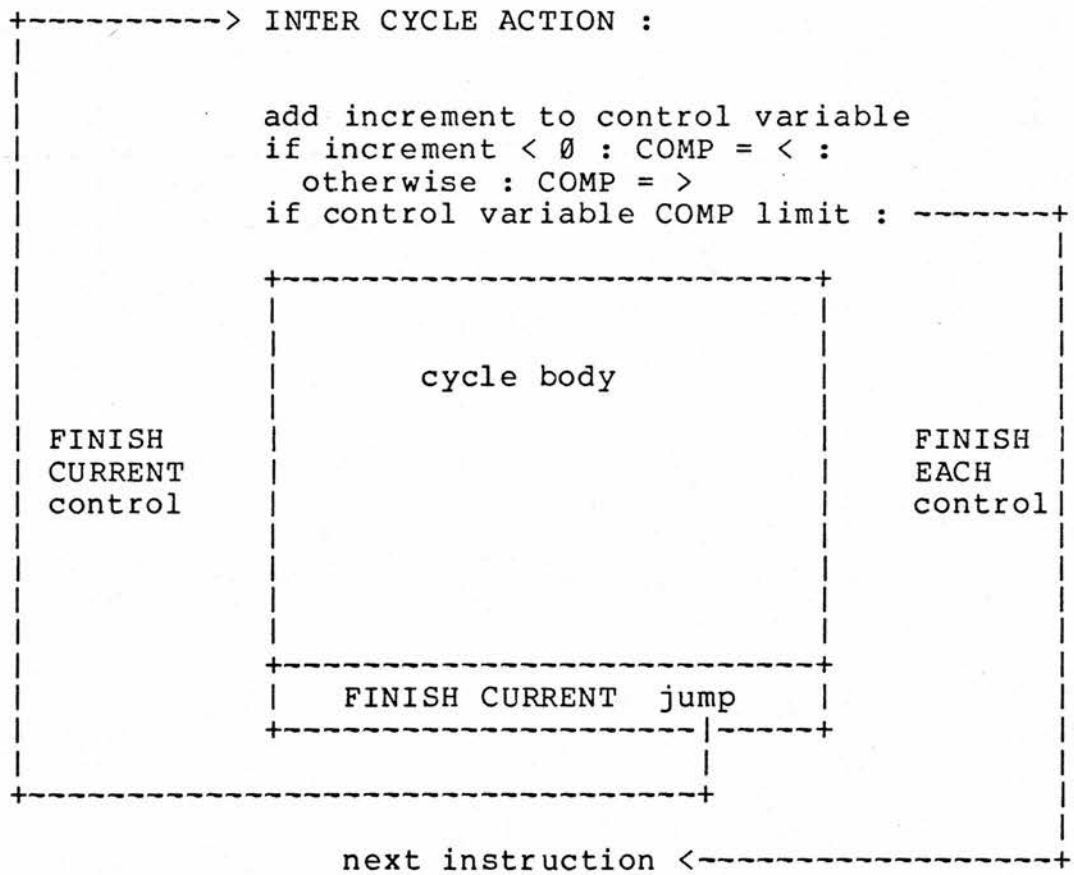 INTER CYCLE ACTION :
add increment to control variable
if increment < Ø : COMP = < :
otherwise : COMP = >
if control variable COMP limit :
cycle body
FINISH
CURRENT
control
FINISH
EACH
control
FINISH CURRENT jump
next instruction